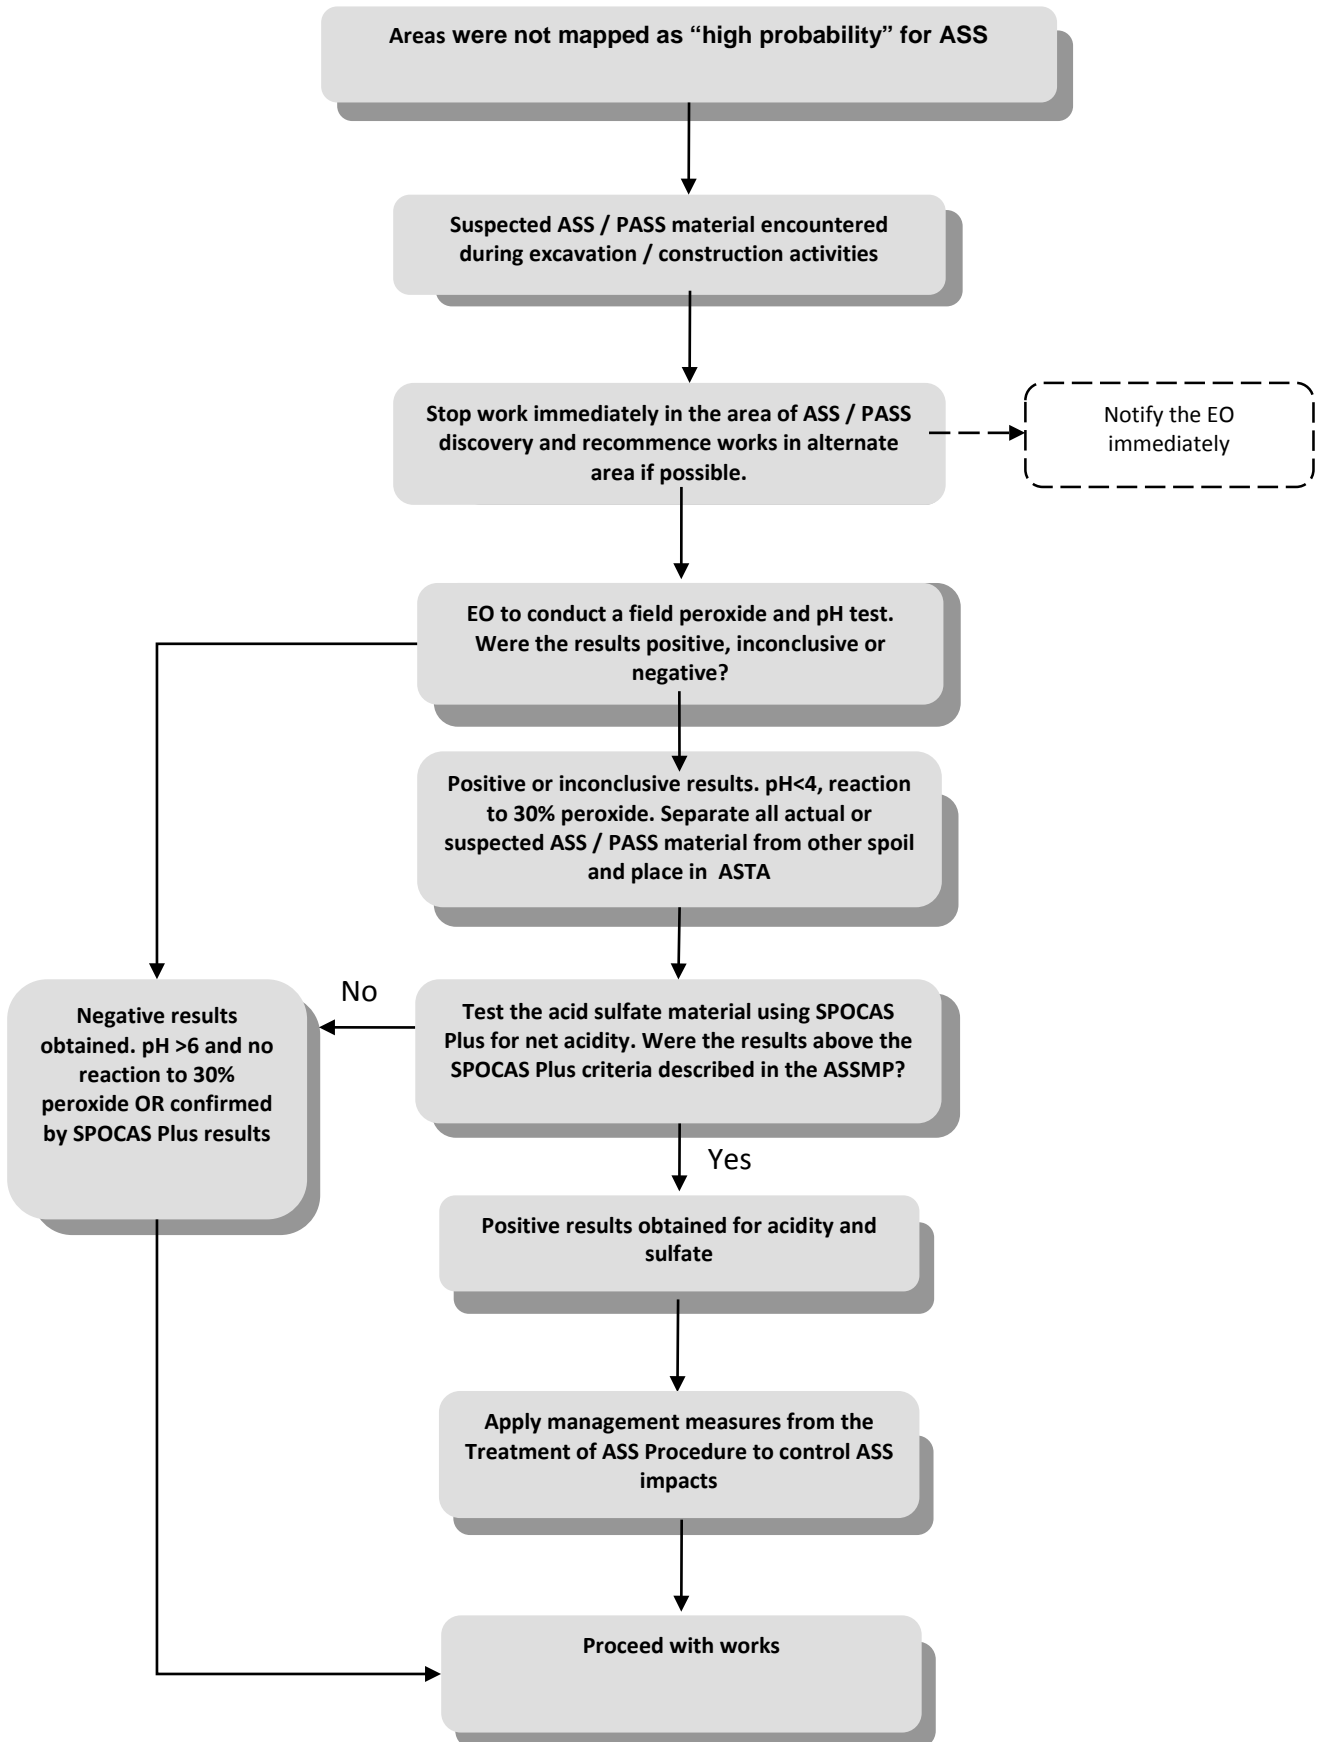 Areas were not mapped as “high probability” for ASS
Suspected ASS / PASS material encountered
during excavation / construction activities
Stop work immediately in the area of ASS / PASS
discovery and recommence works in alternate
area if possible.
Notify the EO
immediately
EO to conduct a field peroxide and pH test.
Were the results positive, inconclusive or
negative?
Positive or inconclusive results. pH<4, reaction
to 30% peroxide. Separate all actual or
suspected ASS / PASS material from other spoil
and place in ASTA
No
Negative results
obtained. pH >6 and no
reaction to 30%
peroxide OR confirmed
by SPOCAS Plus results
Test the acid sulfate material using SPOCAS
Plus for net acidity. Were the results above the
SPOCAS Plus criteria described in the ASSMP?
Yes
Positive results obtained for acidity and
sulfate
Apply management measures from the
Treatment of ASS Procedure to control ASS
impacts
Proceed with works